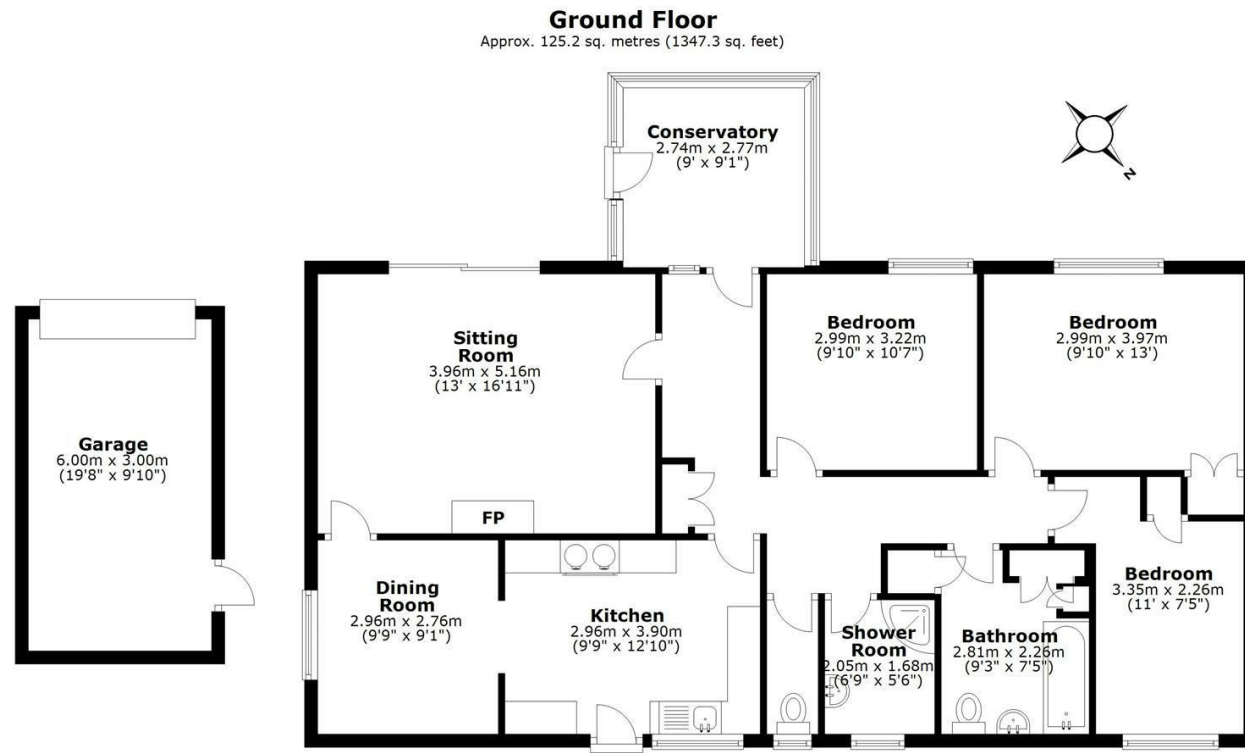 Ground Floor
Approx. 125.2 sq. metres (1347.3 sq. feet)
Conservatory
2.74m x 2.77m
(9' x 9'1")
N
Sitting
Room
3.96m x 5.16m
(13' x 16'11")
Bedroom
2.99m x 3.22m
(9'10" x 10'7")
Bedroom
2.99m x 3.97m
(9'10" x 13')
Garage
6.00m x 3.00m
(19'8" x 9'10")
FP
Dining
Room
2.96m x 2.76m
(9'9" x 9'1")
Kitchen
2.96m x 3.90m
(9'9" x 12'10")
Shower
Room
2.05m x 1.68m
(6'9" x 5'6")
Bathroom
2.81m x 2.26m
(9'3" x 7'5")
Bedroom
3.35m x 2.26m
(11' x 7'5")